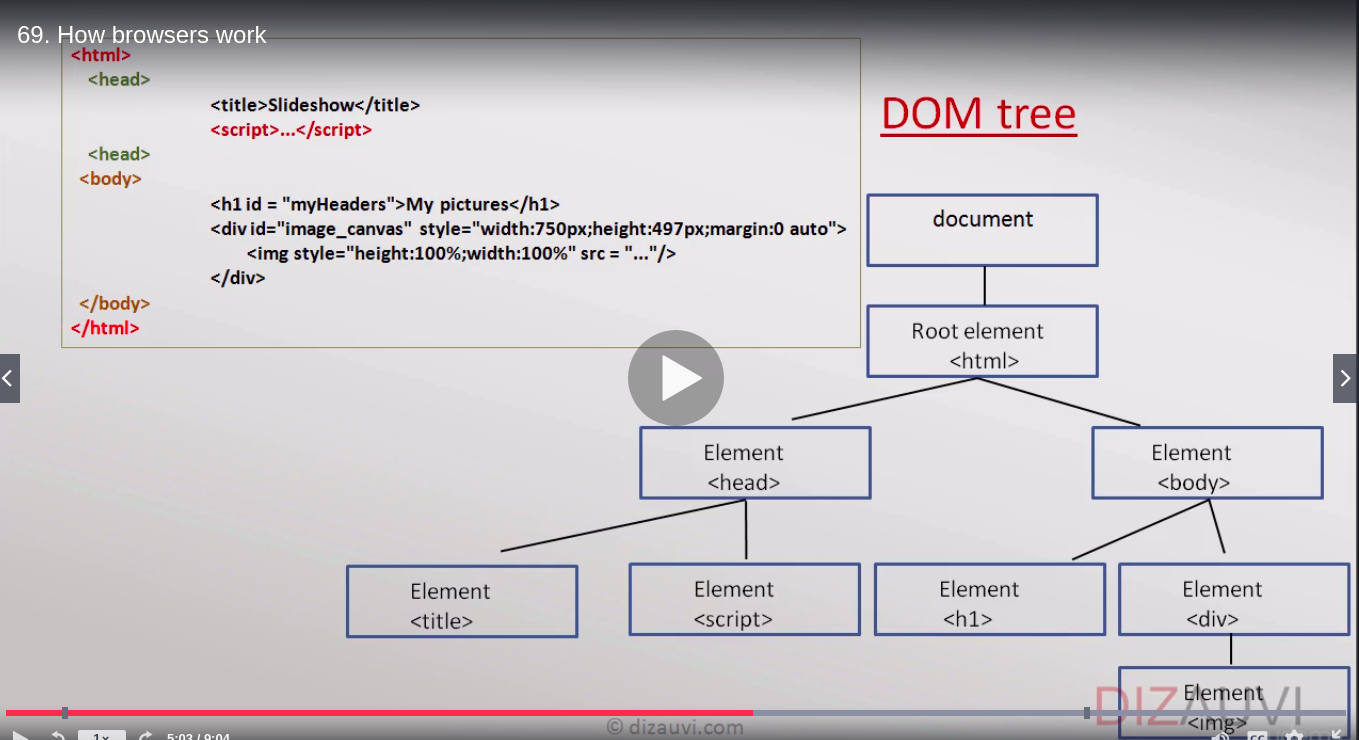 69. How browsers work
<html>
<head>
<title>Slideshow</title>
<script>...</script>
<head>
<body>
<h1 id = "myHeaders">My pictures</h1>
<div id="image_canvas" style="width:750px;height:497px;margin:0 auto">
<img style="height:100%;width:100%" src = "..."/>
</div>
</body>
</html>
DOM tree
document
Root element
<html>
Element
<head>
Element
<body>
Element
<title>
Element
<script>
Element
<h1>
Element
<div>
Element
<img>
DIZAUVI
© dizauvi.com
1x
5:03 / 9:04
CC